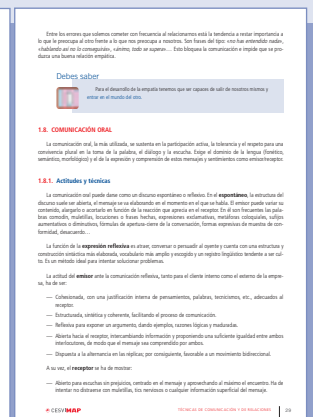 Entre los errores que solemos cometer con frecuencia al relacionarnos está la tendencia a restar importancia a
lo que le preocupa al otro frente a lo que nos preocupa a nosotros. Son frases del tipo: «no has entendido nada»,
«hablando así no lo conseguirás», «ánimo, todo se supera»… Esto bloquea la comunicación e impide que se pro-
duzca una buena relación empática.
Debes saber
Para el desarrollo de la empatía tenemos que ser capaces de salir de nosotros mismos y
entrar en el mundo del otro.
1.8. COMUNICACIÓN ORAL
La comunicación oral, la más utilizada, se sustenta en la participación activa, la tolerancia y el respeto para una
convivencia plural en la toma de la palabra, el diálogo y la escucha. Exige el dominio de la lengua (fonético,
semántico, morfológico) y el de la expresión y comprensión de estos mensajes y sentimientos como emisor/receptor.
1.8.1. Actitudes y técnicas
La comunicación oral puede darse como un discurso espontáneo o reflexivo. En el espontáneo, la estructura del
discurso suele ser abierta, el mensaje se va elaborando en el momento en el que se habla. El emisor puede variar su
contenido, alargarlo o acortarlo en función de la reacción que aprecia en el receptor. En él son frecuentes las pala-
bras comodín, muletillas, locuciones o frases hechas, expresiones exclamativas, metáforas coloquiales, sufijos
aumentativos o diminutivos, fórmulas de apertura-cierre de la conversación, formas expresivas de muestra de con-
formidad, desacuerdo…
La función de la expresión reflexiva es atraer, conversar o persuadir al oyente y cuenta con una estructura y
construcción sintáctica más elaborada, vocabulario más amplio y escogido y un registro lingüístico tendente a ser cul-
to. Es un método ideal para intentar solucionar problemas.
La actitud del emisor ante la comunicación reflexiva, tanto para el cliente interno como el externo de la empre-
sa, ha de ser:
— Cohesionada, con una justificación interna de pensamientos, palabras, tecnicismos, etc., adecuados al
receptor.
— Estructurada, sintética y coherente, facilitando el proceso de comunicación.
— Reflexiva para exponer un argumento, dando ejemplos, razones lógicas y maduradas.
— Abierta hacia el receptor, intercambiando información y proponiendo una suficiente igualdad entre ambos
interlocutores, de modo que el mensaje sea comprendido por ambos.
— Dispuesta a la alternancia en las réplicas; por consiguiente, favorable a un movimiento bidireccional.
A su vez, el receptor se ha de mostrar:
— Abierto para escuchar sin prejuicios, centrado en el mensaje y aprovechando al máximo el encuentro. Ha de
intentar no distraerse con muletillas, tics nerviosos o cualquier información superficial del mensaje.
CESVIMAP
TÉCNICAS DE COMUNICACIÓN Y DE RELACIONES